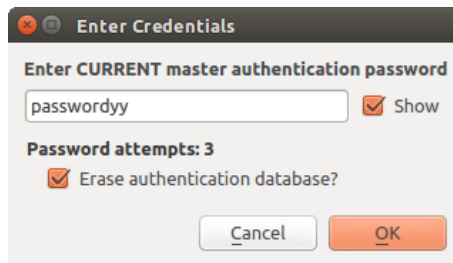 Enter Credentials
Enter CURRENT master authentication password
passwordyy Show
Password attempts: 3
Erase authentication database?
Cancel OK